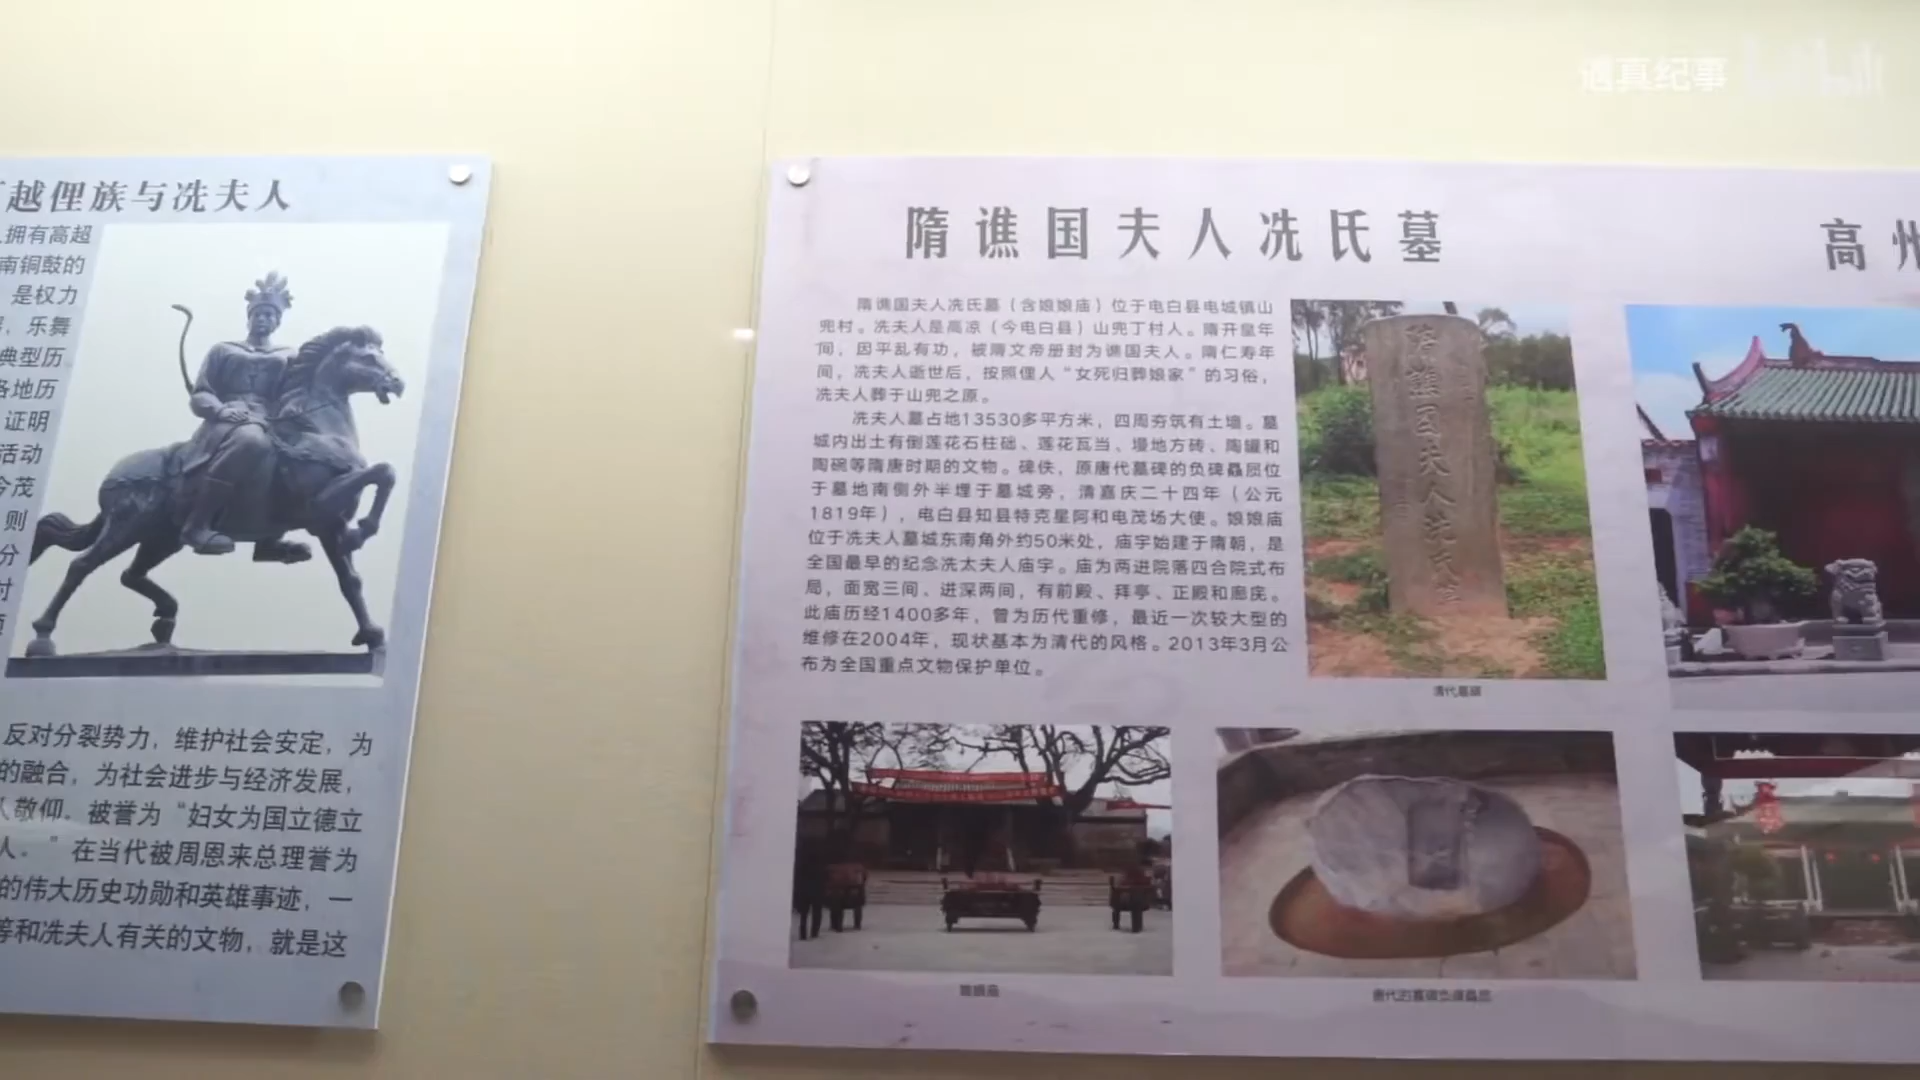 遇真纪事
越俚族与冼夫人
拥有高超
南铜鼓的
是权力
乐舞
典型历
各地历
证明
活动
今茂
则
分
反对分裂势力，维护社会安定，为
的融合，为社会进步与经济发展，
人敬仰。被誉为“妇女为国立德立
人。”在当代被周恩来总理誉为
的伟大历史功勋和英雄事迹，一
等和冼夫人有关的文物，就是这
隋谯国夫人冼氏墓
隋谯国夫人冼氏墓（含娘娘庙）位于电白县电城镇山
兜村。冼夫人是高凉（今电白县）山兜丁村人。隋开皇年
间，因平乱有功，被隋文帝册封为谯国夫人。隋仁寿年
间，冼夫人逝世后，按照俚人“女死归葬娘家”的习俗，
冼夫人葬于山兜之原。
冼夫人墓占地13530多平方米，四周夯筑有土墙。墓
城内出土有倒莲花石柱础、莲花瓦当、墁地方砖、陶罐和
陶碗等隋唐时期的文物。碑佚，原唐代墓碑的负碑赑屃位
于墓地南侧外半埋于墓城旁，清嘉庆二十四年（公元
1819年），电白县知县特克星阿和电茂场大使。娘娘庙
位于冼夫人墓城东南角外约50米处，庙宇始建于隋朝，是
全国最早的纪念冼太夫人庙宇。庙为两进院落四合院式布
局，面宽三间、进深两间，有前殿、拜亭、正殿和廊庑。
此庙历经1400多年，曾为历代重修，最近一次较大型的
维修在2004年，现状基本为清代的风格。2013年3月公
布为全国重点文物保护单位。
隋谯国夫人冼氏墓
清代墓碑
娘娘庙
唐代的墓碑负碑赑屃
高州